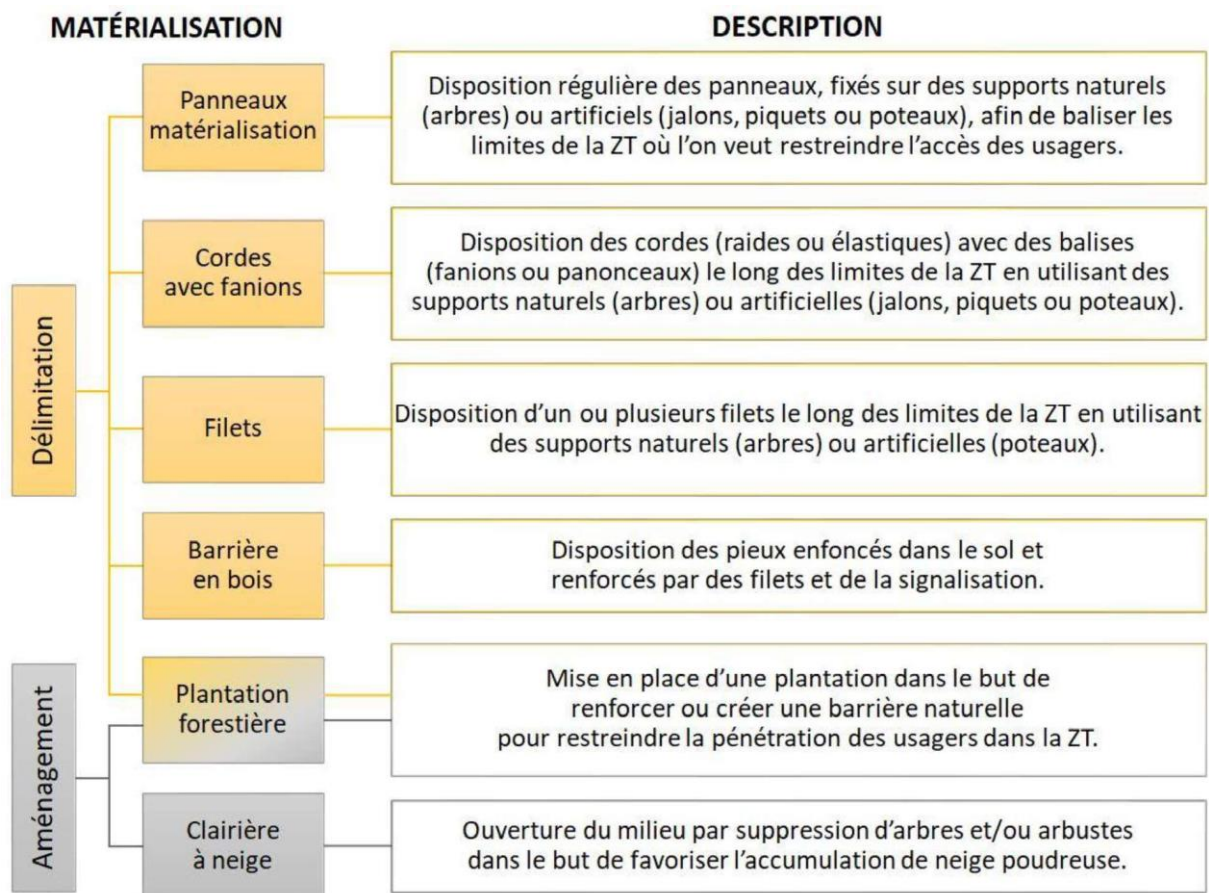 MATÉRIALISATION
DESCRIPTION
Délimitation
Panneaux
matérialisation
Disposition régulière des panneaux, fixés sur des supports naturels
(arbres) ou artificiels (jalons, piquets ou poteaux), afin de baliser les
limites de la ZT où l’on veut restreindre l’accès des usagers.
Cordes
avec fanions
Disposition des cordes (raides ou élastiques) avec des balises
(fanions ou panonceaux) le long des limites de la ZT en utilisant des
supports naturels (arbres) ou artificielles (jalons, piquets ou poteaux).
Filets
Disposition d’un ou plusieurs filets le long des limites de la ZT en utilisant
des supports naturels (arbres) ou artificielles (poteaux).
Barrière
en bois
Disposition des pieux enfoncés dans le sol et
renforcés par des filets et de la signalisation.
Aménagement
Plantation
forestière
Mise en place d’une plantation dans le but de
renforcer ou créer une barrière naturelle
pour restreindre la pénétration des usagers dans la ZT.
Clairière
à neige
Ouverture du milieu par suppression d’arbres et/ou arbustes
dans le but de favoriser l’accumulation de neige poudreuse.